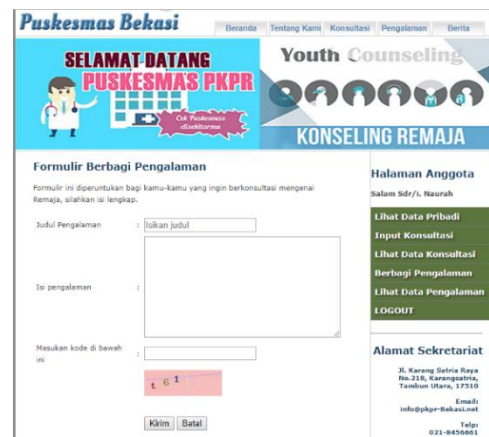 Puskesmas Bekasi
Beranda Tentang Kami Konsultasi Pengalaman Berita
SELAMAT DATANG
PUSKESMAS PKPR
Cek Puskesmas
disekitarmu
Youth Counseling
KONSELING REMAJA
Formulir Berbagi Pengalaman
Formulir ini diperuntukan bagi kamu-kamu yang ingin berkonsultasi mengenai
Remaja, silahkan isi lengkap.
Judul Pengalaman : Isikan judul
Isi pengalaman :
Masukan kode di bawah
ini :
t 6 1
Kirim Batal
Halaman Anggota
Salam Sdr/i. Naurah
Lihat Data Pribadi
Input Konsultasi
Lihat Data Konsultasi
Berbagi Pengalaman
Lihat Data Pengalaman
LOGOUT
Alamat Sekretariat
Jl. Karang Satria Raya
No.218, Karangsatria,
Tambun Utara, 17510
Email:
info@pkpr-Bekasi.net
Telp:
021-8456661